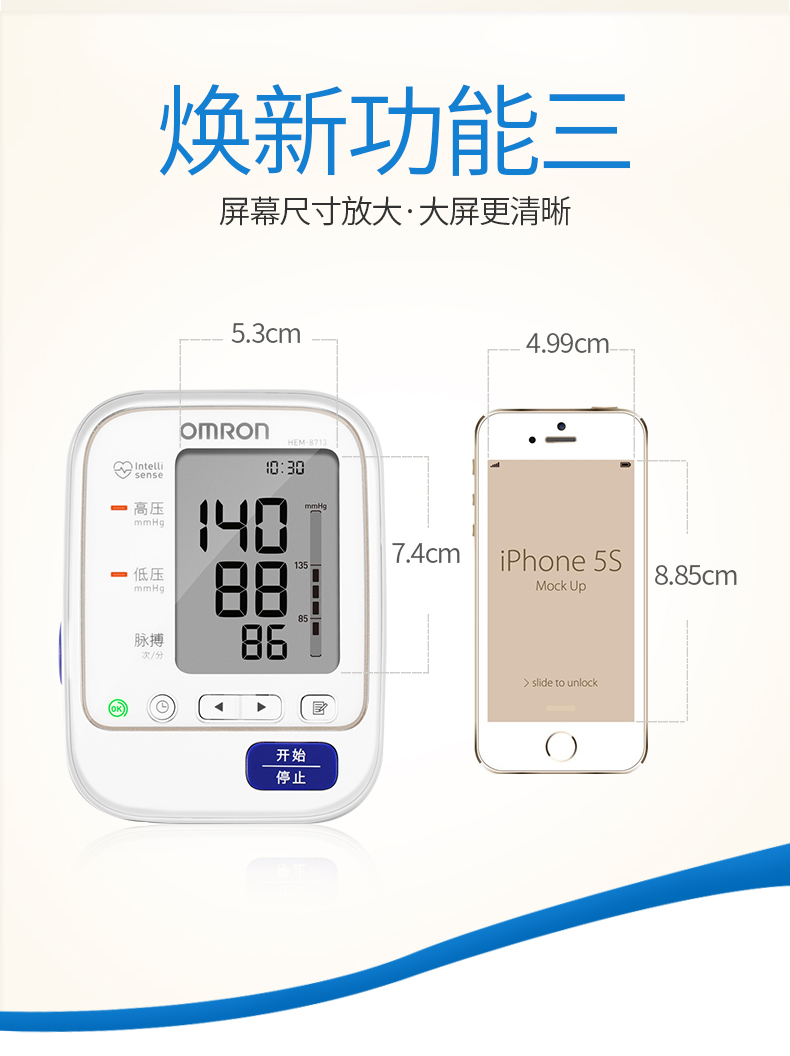 焕新功能三
屏幕尺寸放大·大屏更清晰
5.3cm
4.99cm
OMRON
HEM-8713
Intelli
sense
10:30
高压
mmHg
140
mmHg
低压
mmHg
88
135
85
脉搏
次/分
86
7.4cm
OK
开始
停止
iPhone 5S
Mock Up
> slide to unlock
8.85cm